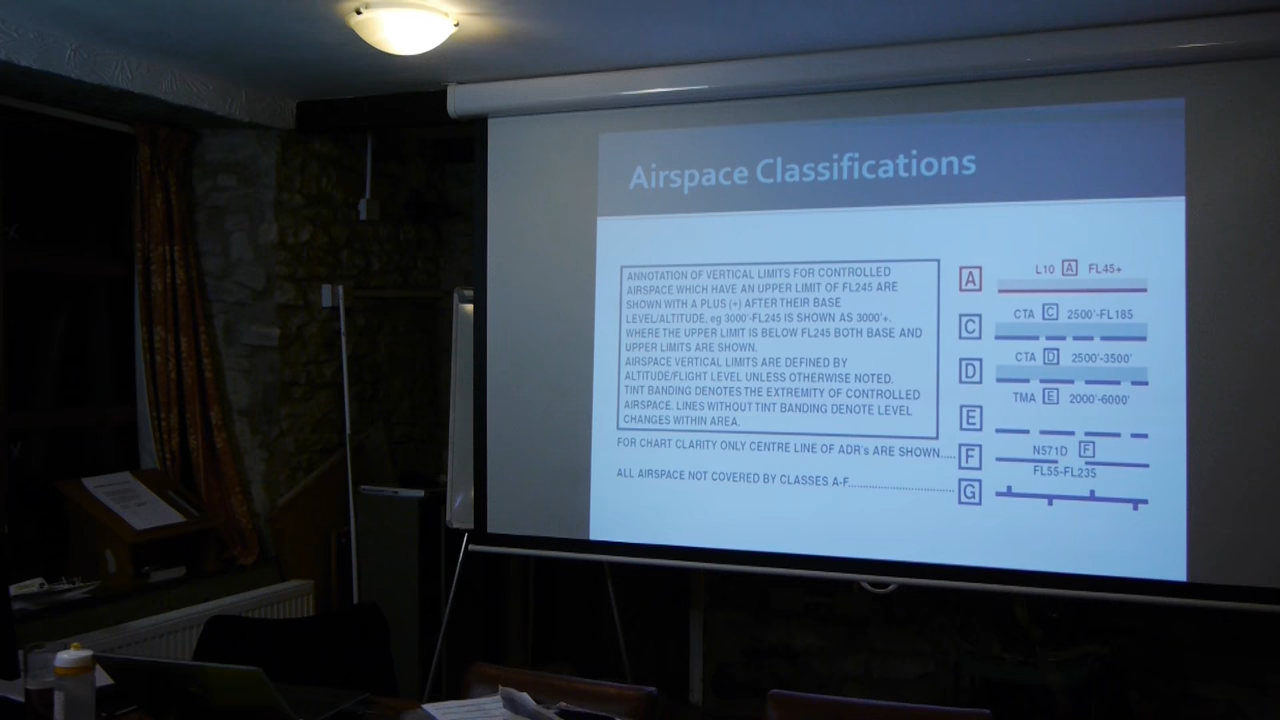 Airspace Classifications
ANNOTATION OF VERTICAL LIMITS FOR CONTROLLED
AIRSPACE WHICH HAVE AN UPPER LIMIT OF FL245 ARE
SHOWN WITH A PLUS (+) AFTER THEIR BASE
LEVEL/ALTITUDE, eg 3000'-FL245 IS SHOWN AS 3000'+.
WHERE THE UPPER LIMIT IS BELOW FL245 BOTH BASE AND
UPPER LIMITS ARE SHOWN.
AIRSPACE VERTICAL LIMITS ARE DEFINED BY
ALTITUDE/FLIGHT LEVEL UNLESS OTHERWISE NOTED.
TINT BANDING DENOTES THE EXTREMITY OF CONTROLLED
AIRSPACE. LINES WITHOUT TINT BANDING DENOTE LEVEL
CHANGES WITHIN AREA.
FOR CHART CLARITY ONLY CENTRE LINE OF ADR's ARE SHOWN.....
ALL AIRSPACE NOT COVERED BY CLASSES A-F..............................
A L10 A FL45+
C CTA C 2500'-FL185
D CTA D 2500'-3500'
E TMA E 2000'-6000'
F N571D F
FL55-FL235
G